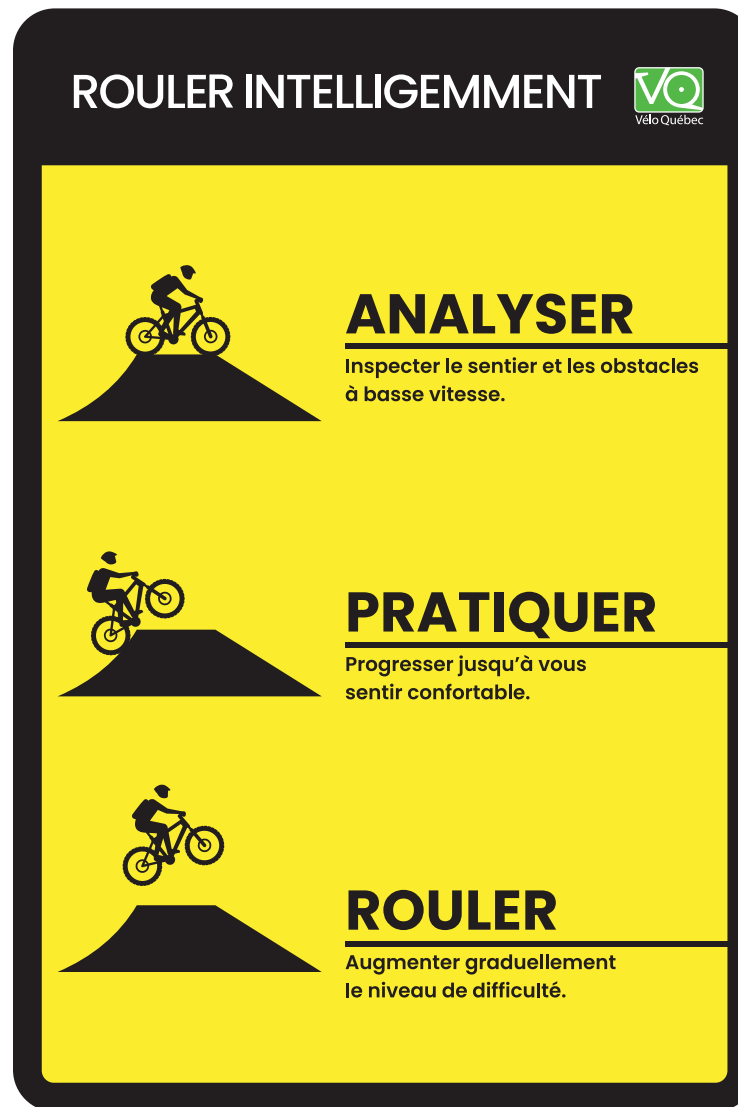 ROULER INTELLIGEMMENT
VQ
Vélo Québec
ANALYSER
Inspecter le sentier et les obstacles
à basse vitesse.
PRATIQUER
Progresser jusqu'à vous
sentir confortable.
ROULER
Augmenter graduellement
le niveau de difficulté.